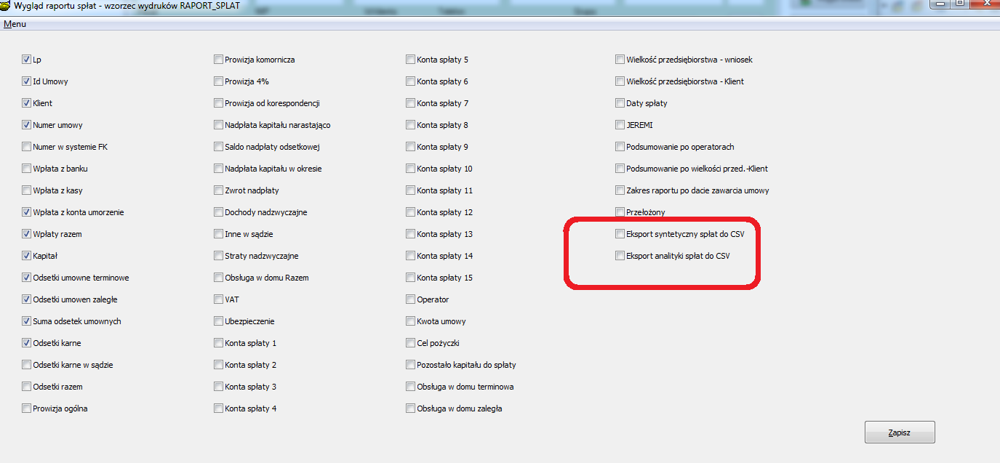 Wygląd raportu spłat - wzorzec wydruków RAPORT_SPLAT
Menu
Lp
Id Umowy
Klient
Numer umowy
Numer w systemie FK
Wpłata z banku
Wpłata z kasy
Wpłata z konta umorzenie
Wpłaty razem
Kapitał
Odsetki umowne terminowe
Odsetki umowen zaległe
Suma odsetek umownych
Odsetki karne
Odsetki karne w sądzie
Odsetki razem
Prowizja ogólna
Prowizja komornicza
Prowizja 4%
Prowizja od korespondencji
Nadpłata kapitału narastająco
Saldo nadpłaty odsetkowej
Nadpłata kapitału w okresie
Zwrot nadpłaty
Dochody nadzwyczajne
Inne w sądzie
Straty nadzwyczajne
Obsługa w domu Razem
VAT
Ubezpieczenie
Konta spłaty 1
Konta spłaty 2
Konta spłaty 3
Konta spłaty 4
Konta spłaty 5
Konta spłaty 6
Konta spłaty 7
Konta spłaty 8
Konta spłaty 9
Konta spłaty 10
Konta spłaty 11
Konta spłaty 12
Konta spłaty 13
Konta spłaty 14
Konta spłaty 15
Operator
Kwota umowy
Cel pożyczki
Pozostało kapitału do spłaty
Obsługa w domu terminowa
Obsługa w domu zaległa
Wielkość przedsiębiorstwa - wniosek
Wielkość przedsiębiorstwa - Klient
Daty spłaty
JEREMI
Podsumowanie po operatorach
Podsumowanie po wielkości przed.-Klient
Zakres raportu po dacie zawarcia umowy
Przełożony
Eksport syntetyczny spłat do CSV
Eksport analityki spłat do CSV
Zapisz